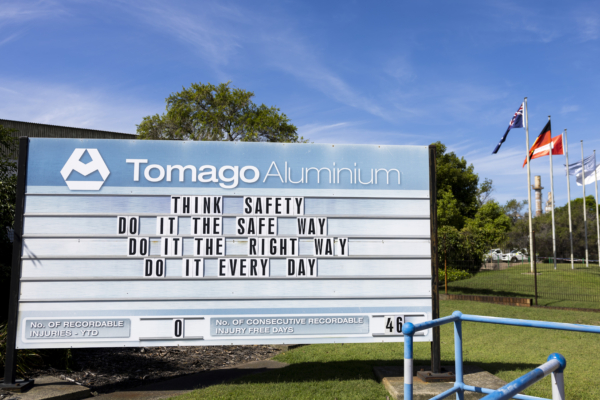 Tomago Aluminium
THINK SAFETY
DO IT THE SAFE WAY
DO IT THE RIGHT WAY
DO IT EVERY DAY
No. OF RECORDABLE
INJURIES - YTD
0
No. OF CONSECUTIVE RECORDABLE
INJURY FREE DAYS
46